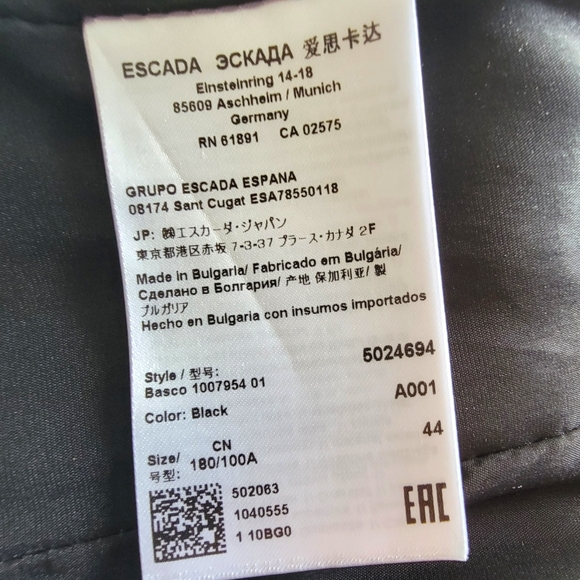 ESCADA ЭСКАДА 爱思卡达
Einsteinring 14-18
85609 Aschheim / Munich
Germany
RN 61891 CA 02575
GRUPO ESCADA ESPANA
08174 Sant Cugat ESA78550118
JP: ㈱エスカーダ・ジャパン
東京都港区赤坂 7-3-37 プラース・カナダ 2F
Made in Bulgaria/ Fabricado em Bulgária/
Сделано в Болгарии/ 产地 保加利亚/ 製
ブルガリア
Hecho en Bulgaria con insumos importados
5024694
Style / 型号:
Basco 1007954 01
A001
Color: Black
44
Size/ CN
号型: 180/100A
502063
1040555
1 10BG0
EAC